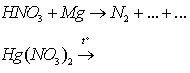 HNO₃ + Mg → N₂ + ... + ...
Hg(NO₃)₂ →^t°